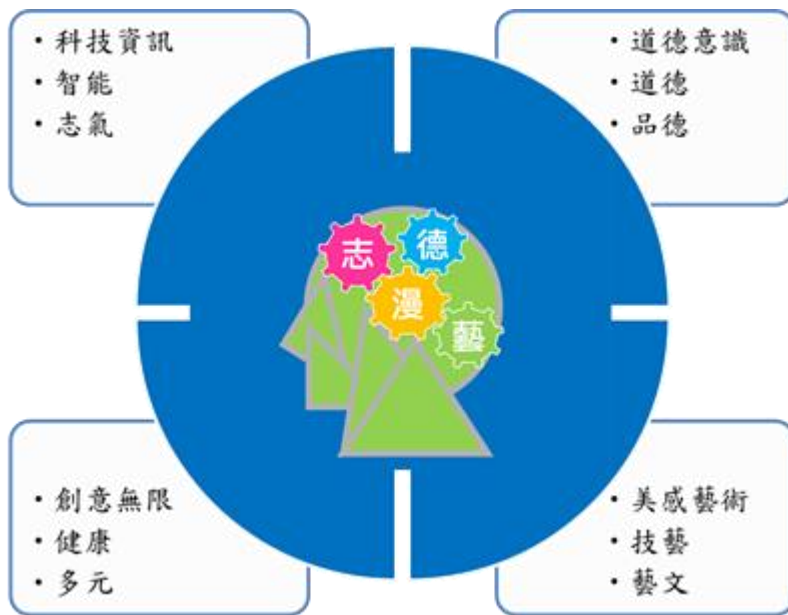 ・科技資訊
・智能
・志氣
・道德意識
・道德
・品德
志
德
漫
藝
・創意無限
・健康
・多元
・美感藝術
・技藝
・藝文